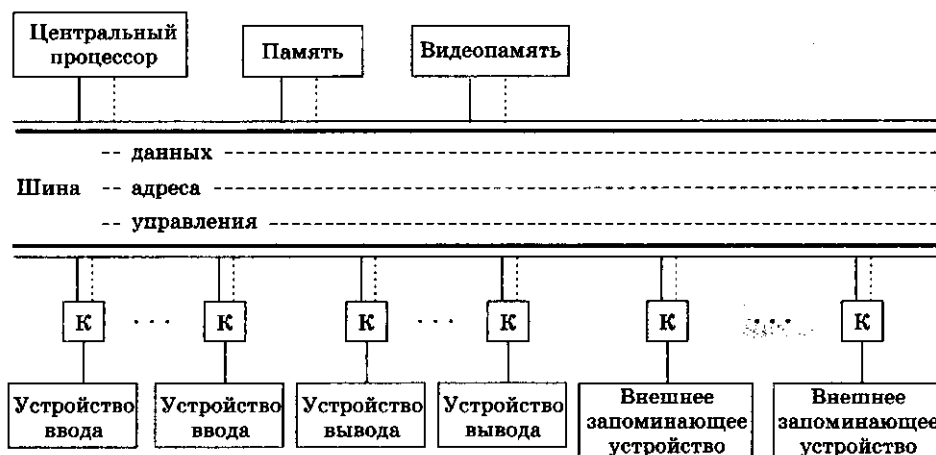 Центральный
процессор
Память
Видеопамять
данных
Шина
адреса
управления
К
К
К
К
К
К
Устройство
ввода
Устройство
ввода
Устройство
вывода
Устройство
вывода
Внешнее
запоминающее
устройство
Внешнее
запоминающее
устройство